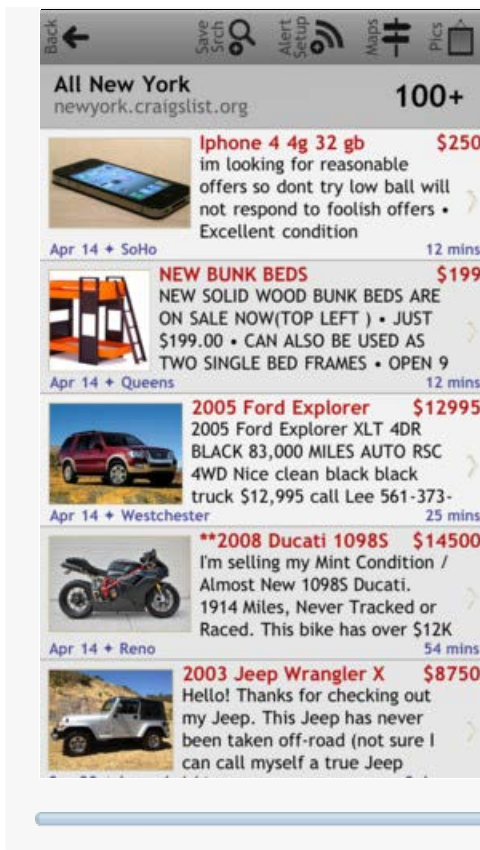 Back
Save
Srch
Alert
Setup
Maps
Pics
All New York
newyork.craigslist.org
100+
Iphone 4 4g 32 gb $250
im looking for reasonable
offers so dont try low ball will
not respond to foolish offers •
Excellent condition
Apr 14 + SoHo 12 mins
NEW BUNK BEDS $199
NEW SOLID WOOD BUNK BEDS ARE
ON SALE NOW(TOP LEFT ) • JUST
$199.00 • CAN ALSO BE USED AS
TWO SINGLE BED FRAMES • OPEN 9
Apr 14 + Queens 12 mins
2005 Ford Explorer $12995
2005 Ford Explorer XLT 4DR
BLACK 83,000 MILES AUTO RSC
4WD Nice clean black black
truck $12,995 call Lee 561-373-
Apr 14 + Westchester 25 mins
**2008 Ducati 1098S $14500
I'm selling my Mint Condition /
Almost New 1098S Ducati.
1914 Miles, Never Tracked or
Raced. This bike has over $12K
Apr 14 + Reno 54 mins
2003 Jeep Wrangler X $8750
Hello! Thanks for checking out
my Jeep. This Jeep has never
been taken off-road (not sure I
can call myself a true Jeep